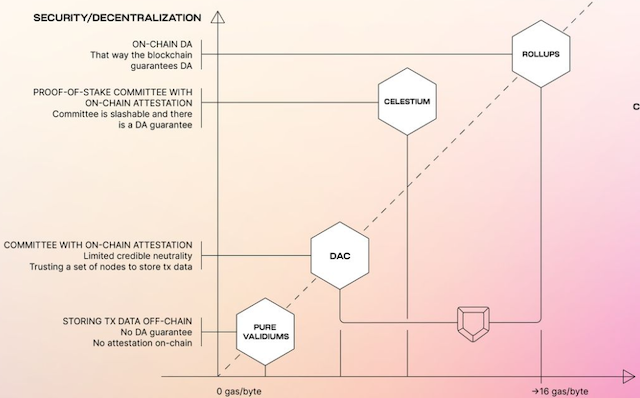 SECURITY/DECENTRALIZATION
ON-CHAIN DA
That way the blockchain
guarantees DA
ROLLUPS
PROOF-OF-STAKE COMMITTEE WITH
ON-CHAIN ATTESTATION
Committee is slashable and there
is a DA guarantee
CELESTIUM
C
COMMITTEE WITH ON-CHAIN ATTESTATION
Limited credible neutrality
Trusting a set of nodes to store tx data
DAC
STORING TX DATA OFF-CHAIN
No DA guarantee
No attestation on-chain
PURE
VALIDIUMS
0 gas/byte
→16 gas/byte